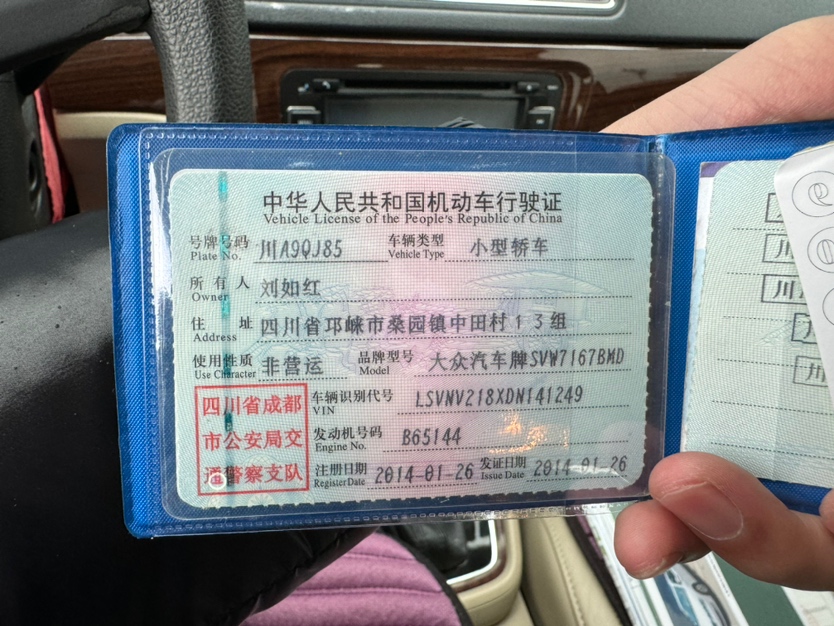 中华人民共和国机动车行驶证
Vehicle License of the People's Republic of China
号牌号码 川A9QJ85 车辆类型 小型轿车
Plate No. Vehicle Type
所有人 刘如红
Owner
住址 四川省邛崃市桑园镇中田村13组
Address
使用性质 非营运 品牌型号 大众汽车牌SVW7167BMD
Use Character Model
四川省成都
市公安局交
通警察支队
车辆识别代号 LSVNV218XDN141249
VIN
发动机号码 B65144
Engine No.
注册日期 2014-01-26 发证日期 2014-01-26
Register Date Issue Date
川
川